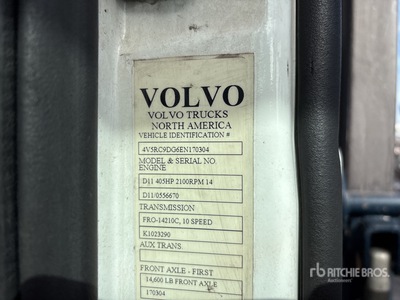 VOLVO
VOLVO TRUCKS
NORTH AMERICA
VEHICLE IDENTIFICATION #
4V5RC9DG6EN170304
MODEL & SERIAL NO.
ENGINE
D11 405HP 2100RPM 14
D11/0556670
TRANSMISSION
FRO-14210C, 10 SPEED
K1023290
AUX TRANS.
FRONT AXLE - FIRST
14,600 LB FRONT AXLE
170304
rb RITCHIE BROS.
Auctioneers